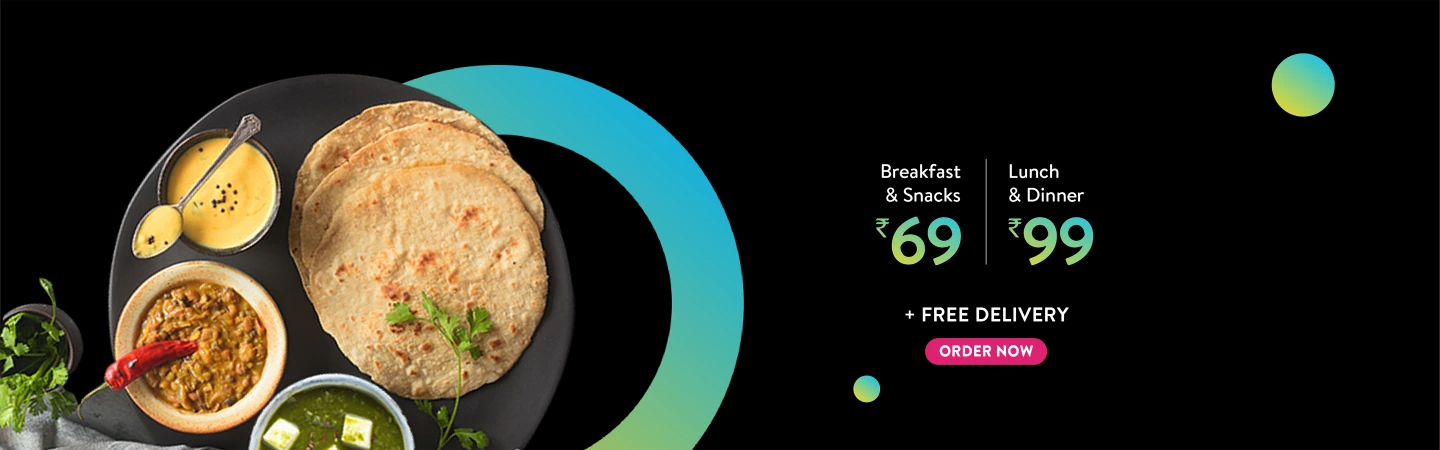 Breakfast
& Snacks
₹69
Lunch
& Dinner
₹99
+ FREE DELIVERY
ORDER NOW